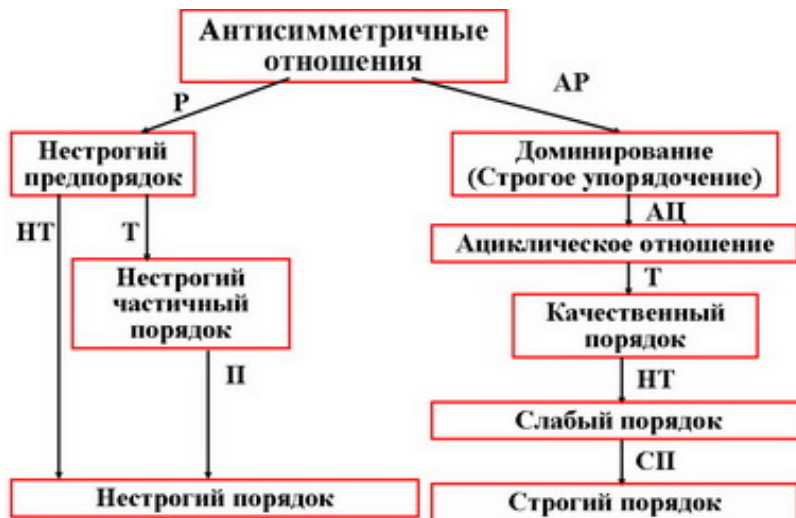 Антисимметричные
отношения
Р
АР
Нестрогий
предпорядок
Доминирование
(Строгое упорядочение)
НТ
Т
АЦ
Ациклическое отношение
Т
Нестрогий
частичный
порядок
Качественный
порядок
П
НТ
Слабый порядок
СП
Нестрогий порядок
Строгий порядок